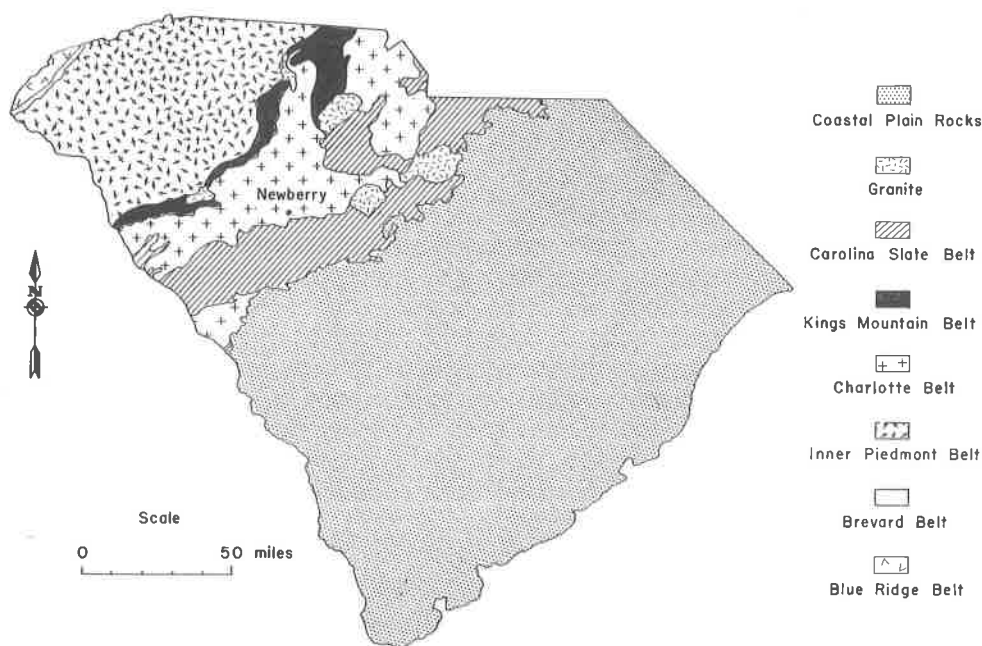 Newberry
N
Scale
0 50 miles
Coastal Plain Rocks
Granite
Carolina Slate Belt
Kings Mountain Belt
Charlotte Belt
Inner Piedmont Belt
Brevard Belt
Blue Ridge Belt